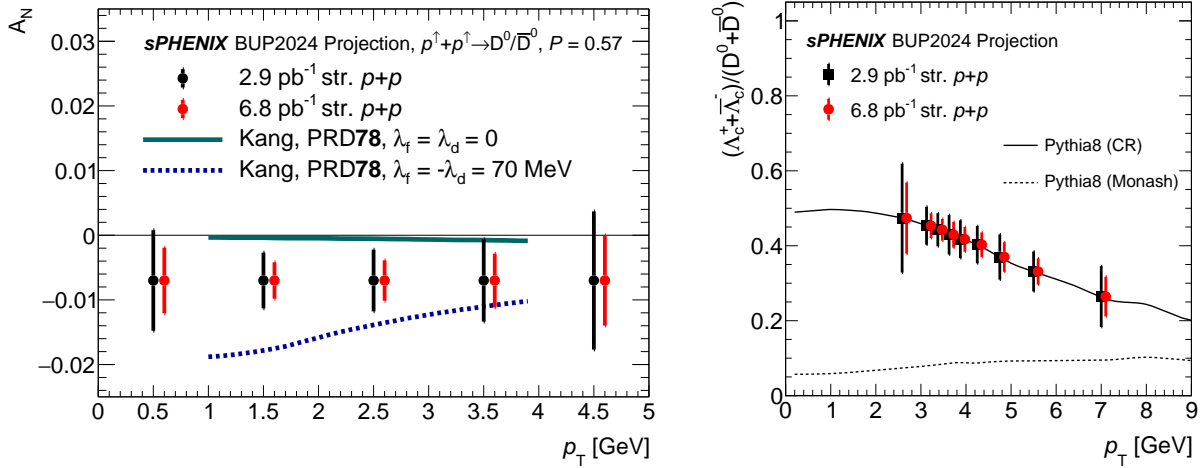 A_N
0.03
0.02
0.01
0
−0.01
−0.02
sPHENIX BUP2024 Projection, p↑+p↑→D⁰/D̅⁰, P = 0.57
2.9 pb⁻¹ str. p+p
6.8 pb⁻¹ str. p+p
Kang, PRD78, λ_f = λ_d = 0
Kang, PRD78, λ_f = -λ_d = 70 MeV
0 0.5 1 1.5 2 2.5 3 3.5 4 4.5 5
p_T [GeV]
(Λ_c⁺+Λ̅_c⁻)/(D⁰+D̅⁰)
1
0.8
0.6
0.4
0.2
0
sPHENIX BUP2024 Projection
2.9 pb⁻¹ str. p+p
6.8 pb⁻¹ str. p+p
Pythia8 (CR)
Pythia8 (Monash)
0 1 2 3 4 5 6 7 8 9
p_T [GeV]